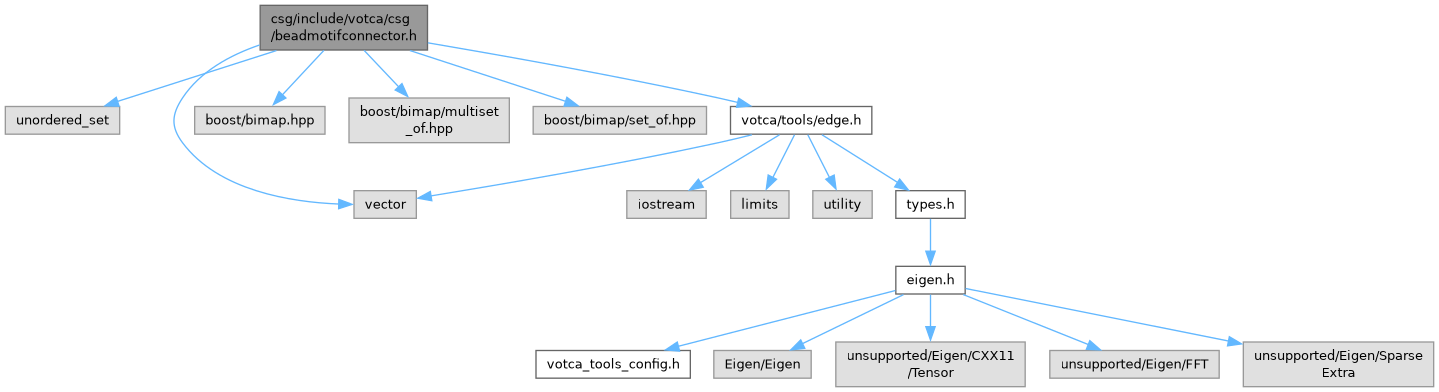 csg/include/votca/csg
/beadmotifconnector.h
unordered_set
boost/bimap.hpp
boost/bimap/multiset
_of.hpp
boost/bimap/set_of.hpp
votca/tools/edge.h
vector
iostream
limits
utility
types.h
eigen.h
votca_tools_config.h
Eigen/Eigen
unsupported/Eigen/CXX11
/Tensor
unsupported/Eigen/FFT
unsupported/Eigen/Sparse
Extra